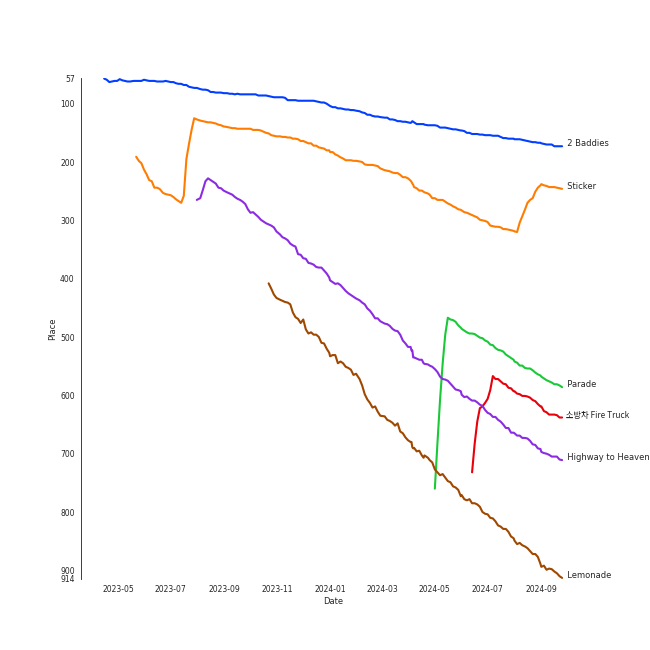 57
100
200
300
400
500
600
700
800
900
914
Place
2023-05
2023-07
2023-09
2023-11
2024-01
2024-03
2024-05
2024-07
2024-09
Date
2 Baddies
Sticker
Parade
소방차 Fire Truck
Highway to Heaven
Lemonade